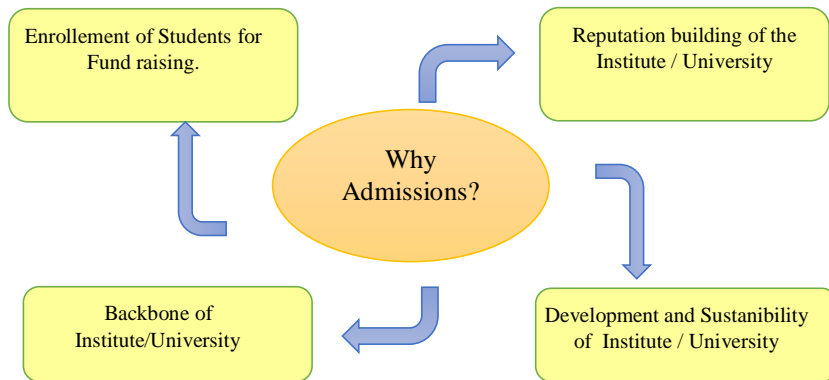 Enrollement of Students for
Fund raising.
Reputation building of the
Institute / University
Why
Admissions?
Backbone of
Institute/University
Development and Sustanibility
of Institute / University